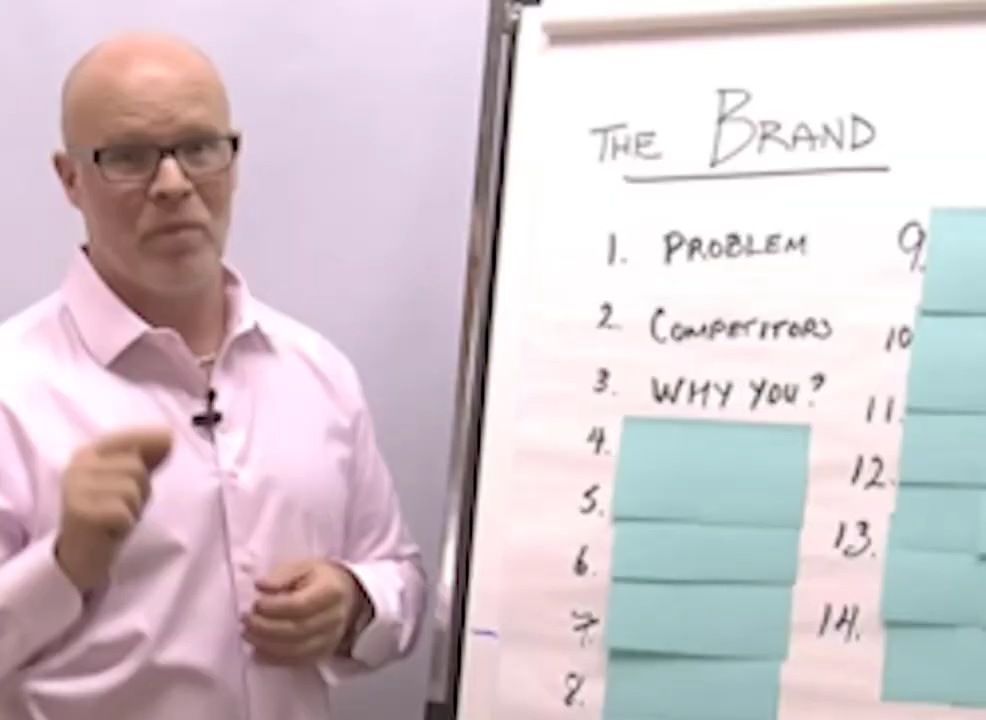 THE BRAND
1. PROBLEM
2. COMPETITORS
3. WHY YOU?
4.
5.
6.
7.
8.
9.
10
11.
12.
13.
14.